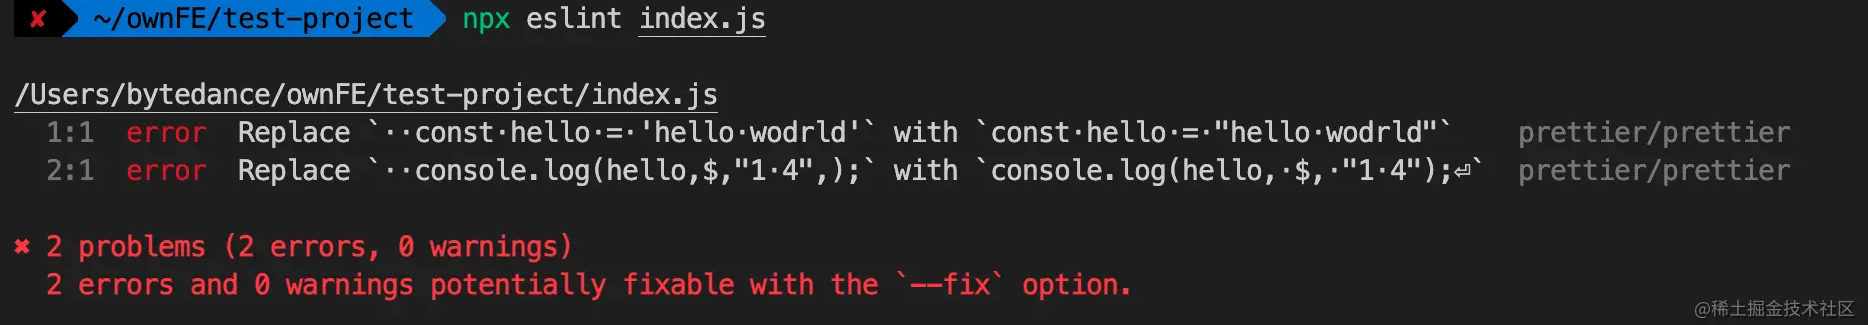 ✘ ~/ownFE/test-project npx eslint index.js
/Users/bytedance/ownFE/test-project/index.js
1:1 error Replace `··const·hello·=·'hello·wodrld'` with `const·hello·=·"hello·wodrld"` prettier/prettier
2:1 error Replace `··console.log(hello,$,"1·4",);` with `console.log(hello,·$,·"1·4");⏎` prettier/prettier
✖ 2 problems (2 errors, 0 warnings)
2 errors and 0 warnings potentially fixable with the `--fix` option.
@稀土掘金技术社区